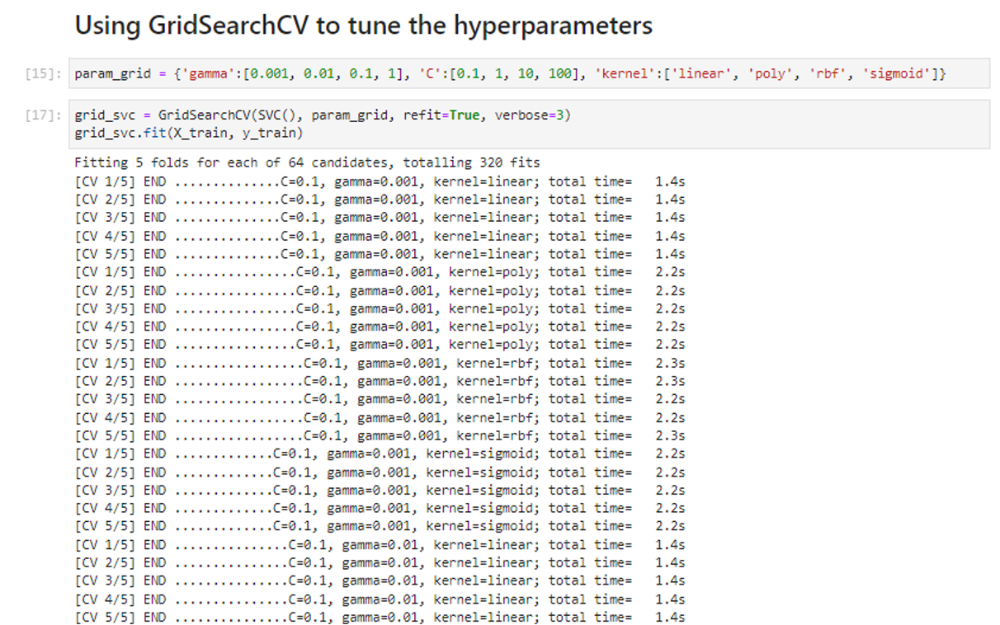 Using GridSearchCV to tune the hyperparameters
[15]: param_grid = {'gamma':[0.001, 0.01, 0.1, 1], 'C':[0.1, 1, 10, 100], 'kernel':['linear', 'poly', 'rbf', 'sigmoid']}
[17]: grid_svc = GridSearchCV(SVC(), param_grid, refit=True, verbose=3)
grid_svc.fit(X_train, y_train)
Fitting 5 folds for each of 64 candidates, totalling 320 fits
[CV 1/5] END ..............C=0.1, gamma=0.001, kernel=linear; total time=   1.4s
[CV 2/5] END ..............C=0.1, gamma=0.001, kernel=linear; total time=   1.4s
[CV 3/5] END ..............C=0.1, gamma=0.001, kernel=linear; total time=   1.4s
[CV 4/5] END ..............C=0.1, gamma=0.001, kernel=linear; total time=   1.4s
[CV 5/5] END ..............C=0.1, gamma=0.001, kernel=linear; total time=   1.4s
[CV 1/5] END ................C=0.1, gamma=0.001, kernel=poly; total time=   2.2s
[CV 2/5] END ................C=0.1, gamma=0.001, kernel=poly; total time=   2.2s
[CV 3/5] END ................C=0.1, gamma=0.001, kernel=poly; total time=   2.2s
[CV 4/5] END ................C=0.1, gamma=0.001, kernel=poly; total time=   2.2s
[CV 5/5] END ................C=0.1, gamma=0.001, kernel=poly; total time=   2.2s
[CV 1/5] END .................C=0.1, gamma=0.001, kernel=rbf; total time=   2.3s
[CV 2/5] END .................C=0.1, gamma=0.001, kernel=rbf; total time=   2.3s
[CV 3/5] END .................C=0.1, gamma=0.001, kernel=rbf; total time=   2.2s
[CV 4/5] END .................C=0.1, gamma=0.001, kernel=rbf; total time=   2.2s
[CV 5/5] END .................C=0.1, gamma=0.001, kernel=rbf; total time=   2.3s
[CV 1/5] END .............C=0.1, gamma=0.001, kernel=sigmoid; total time=   2.2s
[CV 2/5] END .............C=0.1, gamma=0.001, kernel=sigmoid; total time=   2.2s
[CV 3/5] END .............C=0.1, gamma=0.001, kernel=sigmoid; total time=   2.2s
[CV 4/5] END .............C=0.1, gamma=0.001, kernel=sigmoid; total time=   2.2s
[CV 5/5] END .............C=0.1, gamma=0.001, kernel=sigmoid; total time=   2.2s
[CV 1/5] END ...............C=0.1, gamma=0.01, kernel=linear; total time=   1.4s
[CV 2/5] END ...............C=0.1, gamma=0.01, kernel=linear; total time=   1.4s
[CV 3/5] END ...............C=0.1, gamma=0.01, kernel=linear; total time=   1.4s
[CV 4/5] END ...............C=0.1, gamma=0.01, kernel=linear; total time=   1.4s
[CV 5/5] END ...............C=0.1, gamma=0.01, kernel=linear; total time=   1.4s